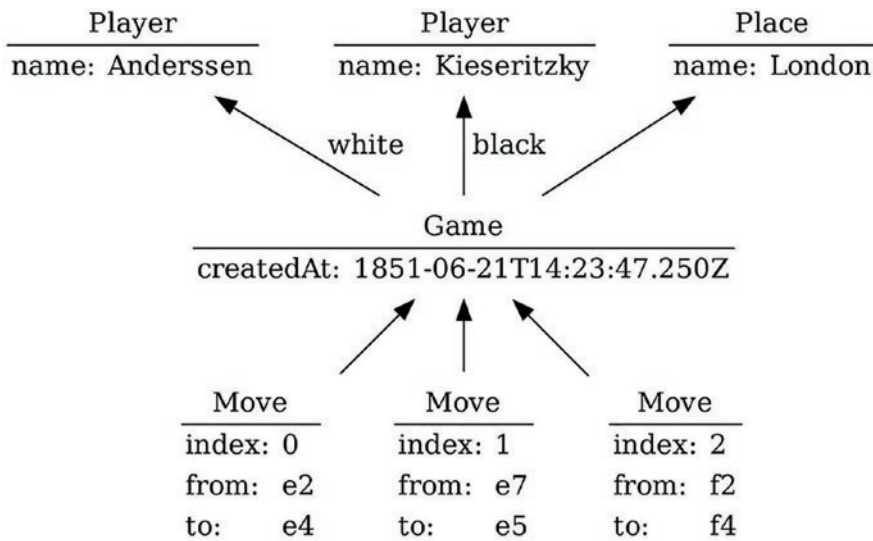 Player Player Place
name: Anderssen name: Kieseritzky name: London
white black
Game
createdAt: 1851-06-21T14:23:47.250Z
Move Move Move
index: 0 index: 1 index: 2
from: e2 from: e7 from: f2
to: e4 to: e5 to: f4